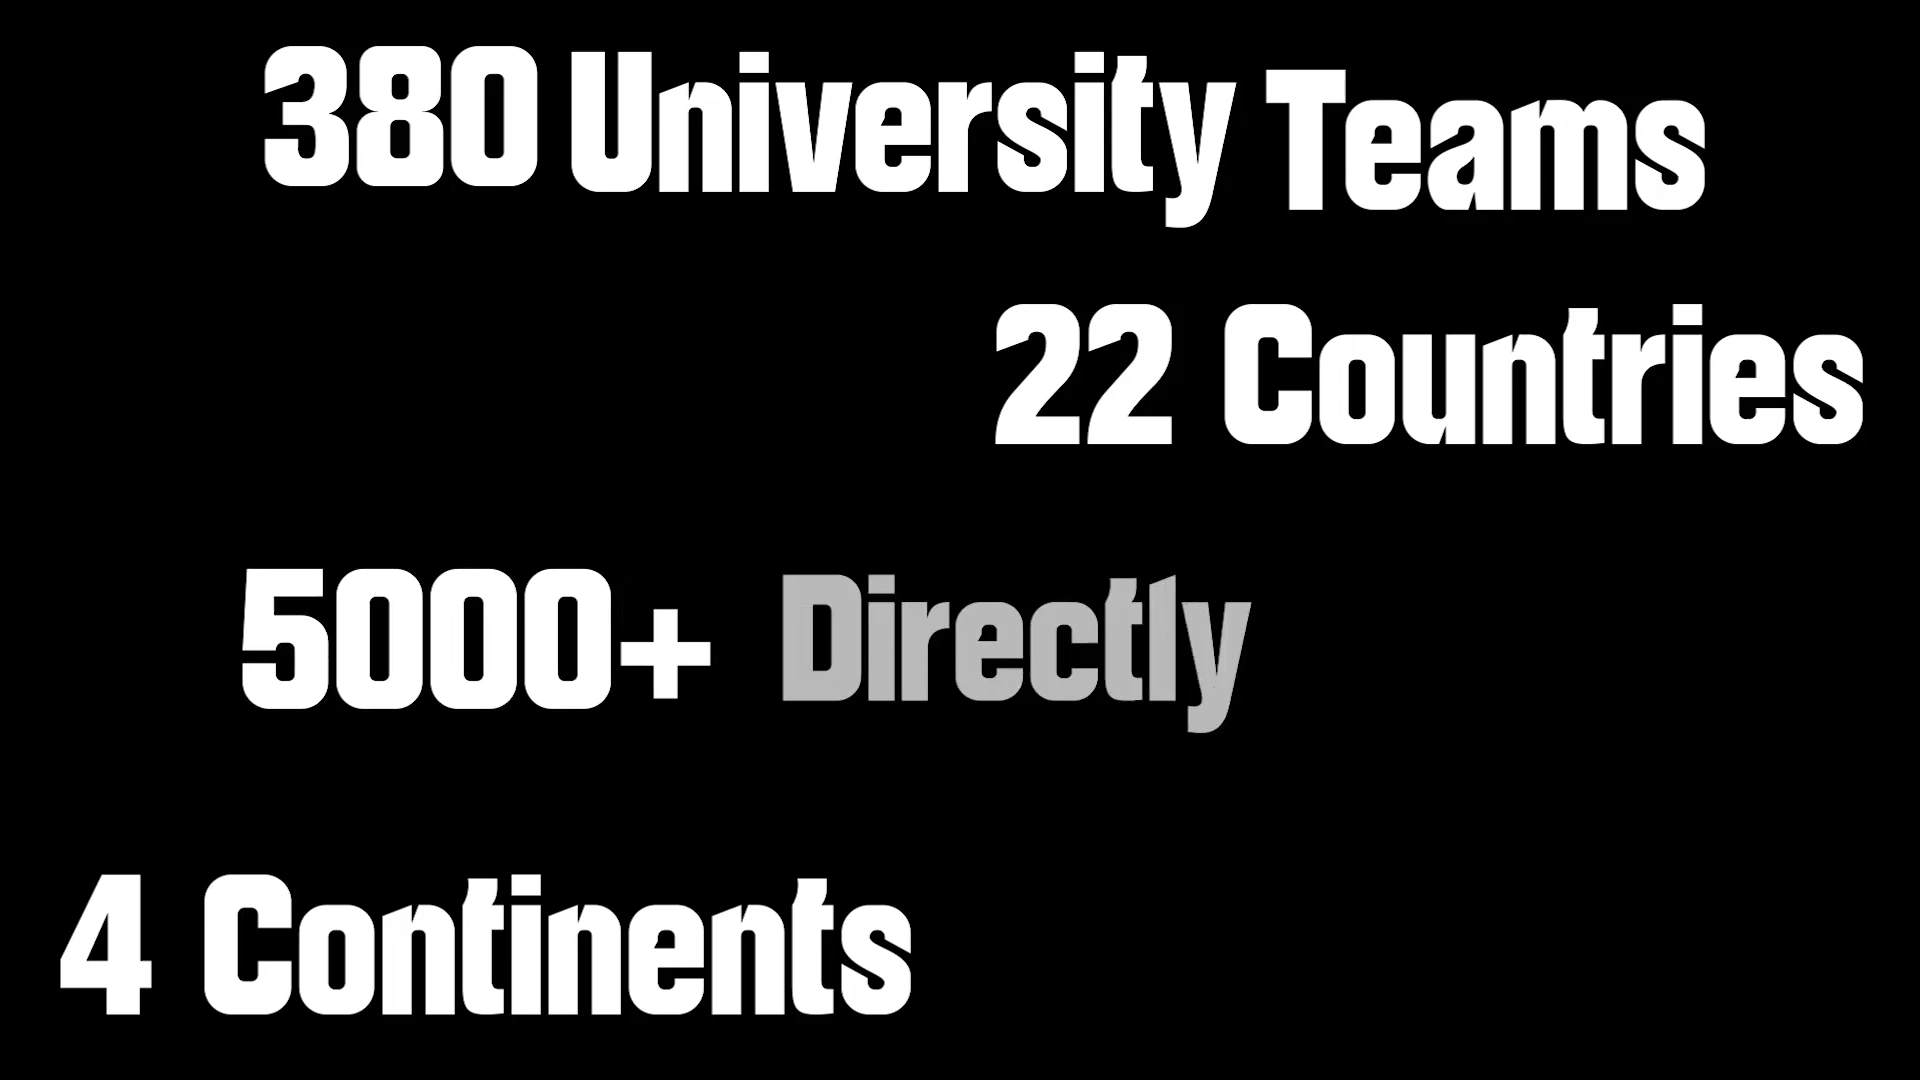 380 University Teams
22 Countries
5000+ Directly
4 Continents